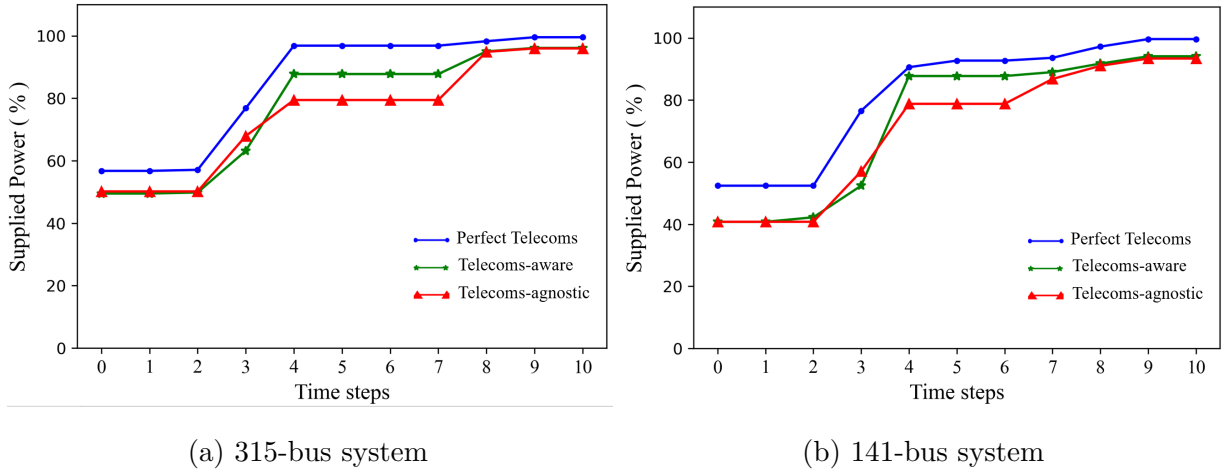 Supplied Power ( % )
100
80
60
40
20
0
Perfect Telecoms
Telecoms-aware
Telecoms-agnostic
0 1 2 3 4 5 6 7 8 9 10
Time steps
(a) 315-bus system
Supplied Power ( % )
100
80
60
40
20
0
Perfect Telecoms
Telecoms-aware
Telecoms-agnostic
0 1 2 3 4 5 6 7 8 9 10
Time steps
(b) 141-bus system